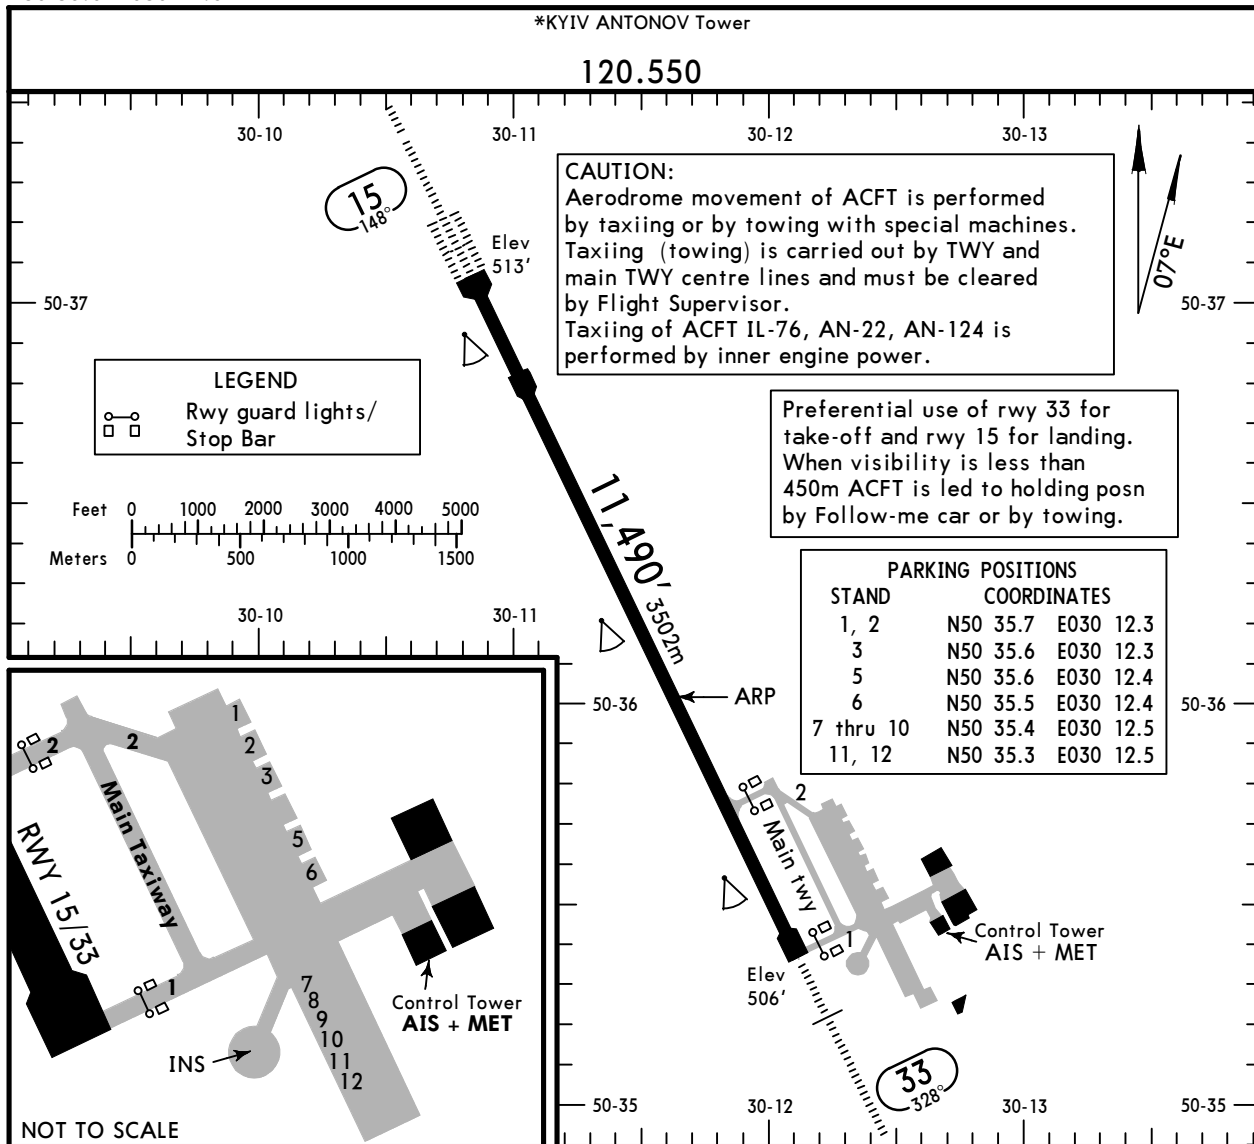 *KYIV ANTONOV Tower
120.550
30-10
30-11
30-12
30-13
15
148°
Elev
513'
CAUTION:
Aerodrome movement of ACFT is performed
by taxiing or by towing with special machines.
Taxiing (towing) is carried out by TWY and
main TWY centre lines and must be cleared
by Flight Supervisor.
Taxiing of ACFT IL-76, AN-22, AN-124 is
performed by inner engine power.
07°E
50-37
50-37
LEGEND
Rwy guard lights/
Stop Bar
Preferential use of rwy 33 for
take-off and rwy 15 for landing.
When visibility is less than
450m ACFT is led to holding posn
by Follow-me car or by towing.
Feet 0 1000 2000 3000 4000 5000
Meters 0 500 1000 1500
11,490' 3502m
30-10
30-11
PARKING POSITIONS
STAND COORDINATES
1, 2 N50 35.7 E030 12.3
3 N50 35.6 E030 12.3
5 N50 35.6 E030 12.4
6 N50 35.5 E030 12.4
7 thru 10 N50 35.4 E030 12.5
11, 12 N50 35.3 E030 12.5
50-36
ARP
50-36
2
Main twy
1
Control Tower
AIS + MET
Elev
506'
33
328°
50-35
30-12
30-13
50-35
2
2
1
2
3
5
6
Main Taxiway
RWY 15/33
1
7
8
9
10
11
12
INS
Control Tower
AIS + MET
NOT TO SCALE